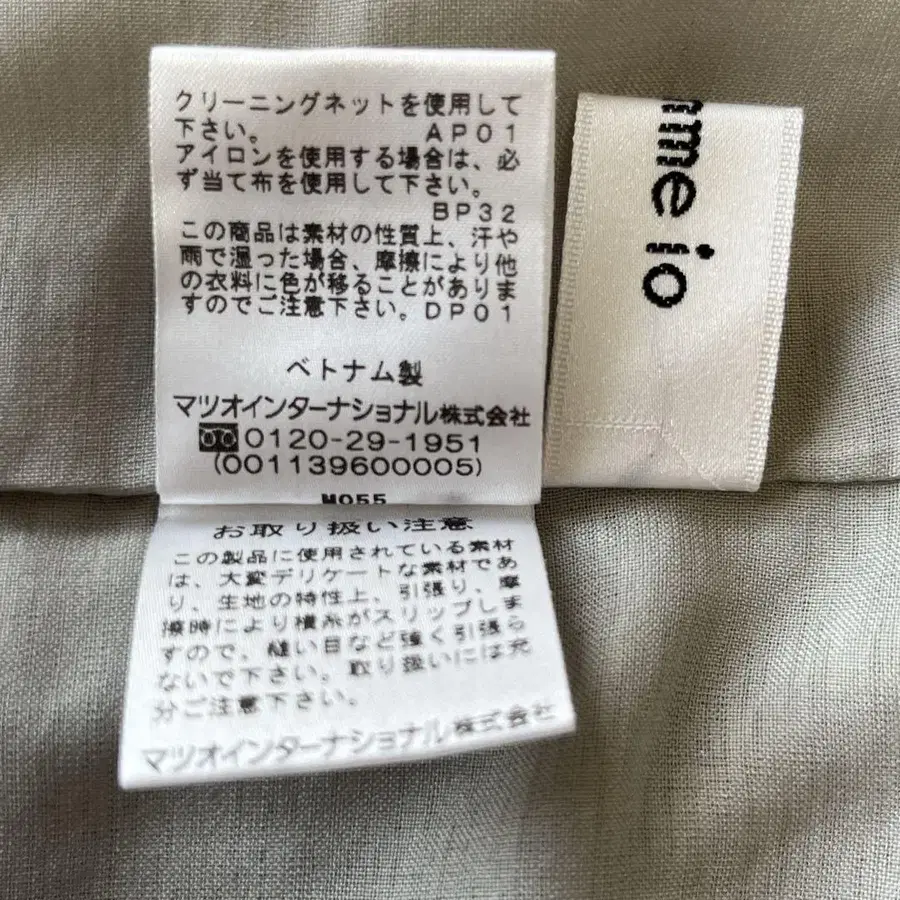 クリーニングネットを使用して
下さい。 AP01
アイロンを使用する場合は、必
ず当て布を使用して下さい。
BP32
この商品は素材の性質上、汗や
雨で湿った場合、摩擦により他
の衣料に色が移ることがありま
すのでご注意下さい。DP01
ベトナム製
マツオインターナショナル株式会社
0120-29-1951
(001139600005)
M055
お取り扱い注意
この製品に使用されている素材
は、大変デリケートな素材であ
り、生地の特性上、引張り、摩
擦時により横糸がスリップしま
すので、縫い目など強く引張ら
ないで下さい。取り扱いには充
分ご注意下さい。
マツオインターナショナル株式会社
mme io